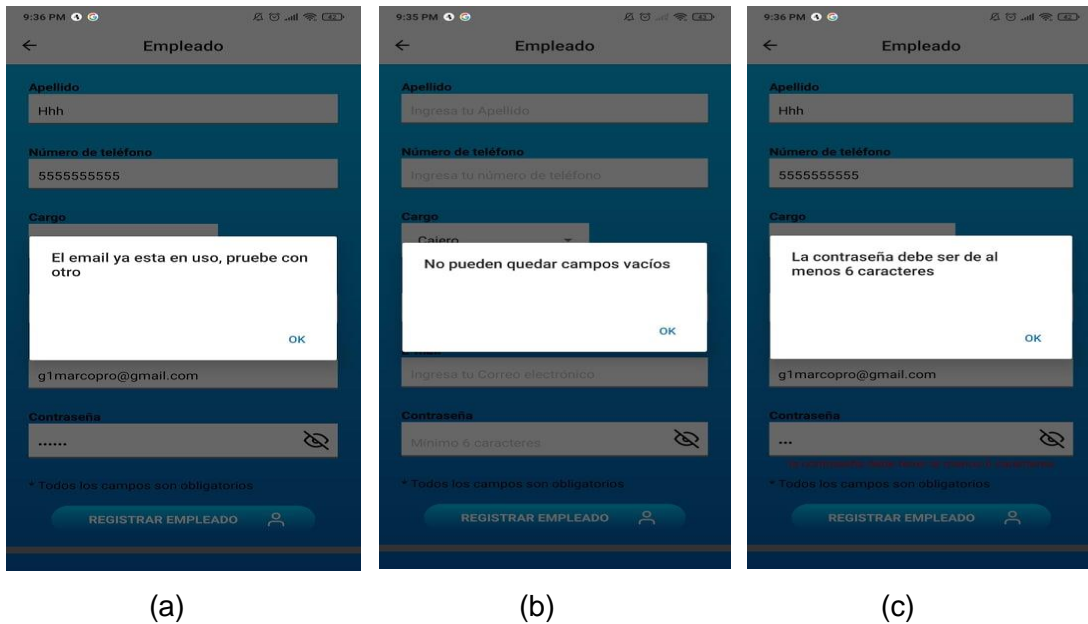 9:36 PM
42
Empleado
Apellido
Hhh
Número de teléfono
5555555555
Cargo
El email ya esta en uso, pruebe con
otro
OK
g1marcopro@gmail.com
Contraseña
......
* Todos los campos son obligatorios
REGISTRAR EMPLEADO
(a)
9:35 PM
43
Empleado
Apellido
Ingresa tu Apellido
Número de teléfono
Ingresa tu número de teléfono
Cargo
Cajero
No pueden quedar campos vacíos
OK
Ingresa tu Correo electrónico
Contraseña
Mínimo 6 caracteres
* Todos los campos son obligatorios
REGISTRAR EMPLEADO
(b)
9:36 PM
42
Empleado
Apellido
Hhh
Número de teléfono
5555555555
Cargo
La contraseña debe ser de al
menos 6 caracteres
OK
g1marcopro@gmail.com
Contraseña
...
* Todos los campos son obligatorios
REGISTRAR EMPLEADO
(c)